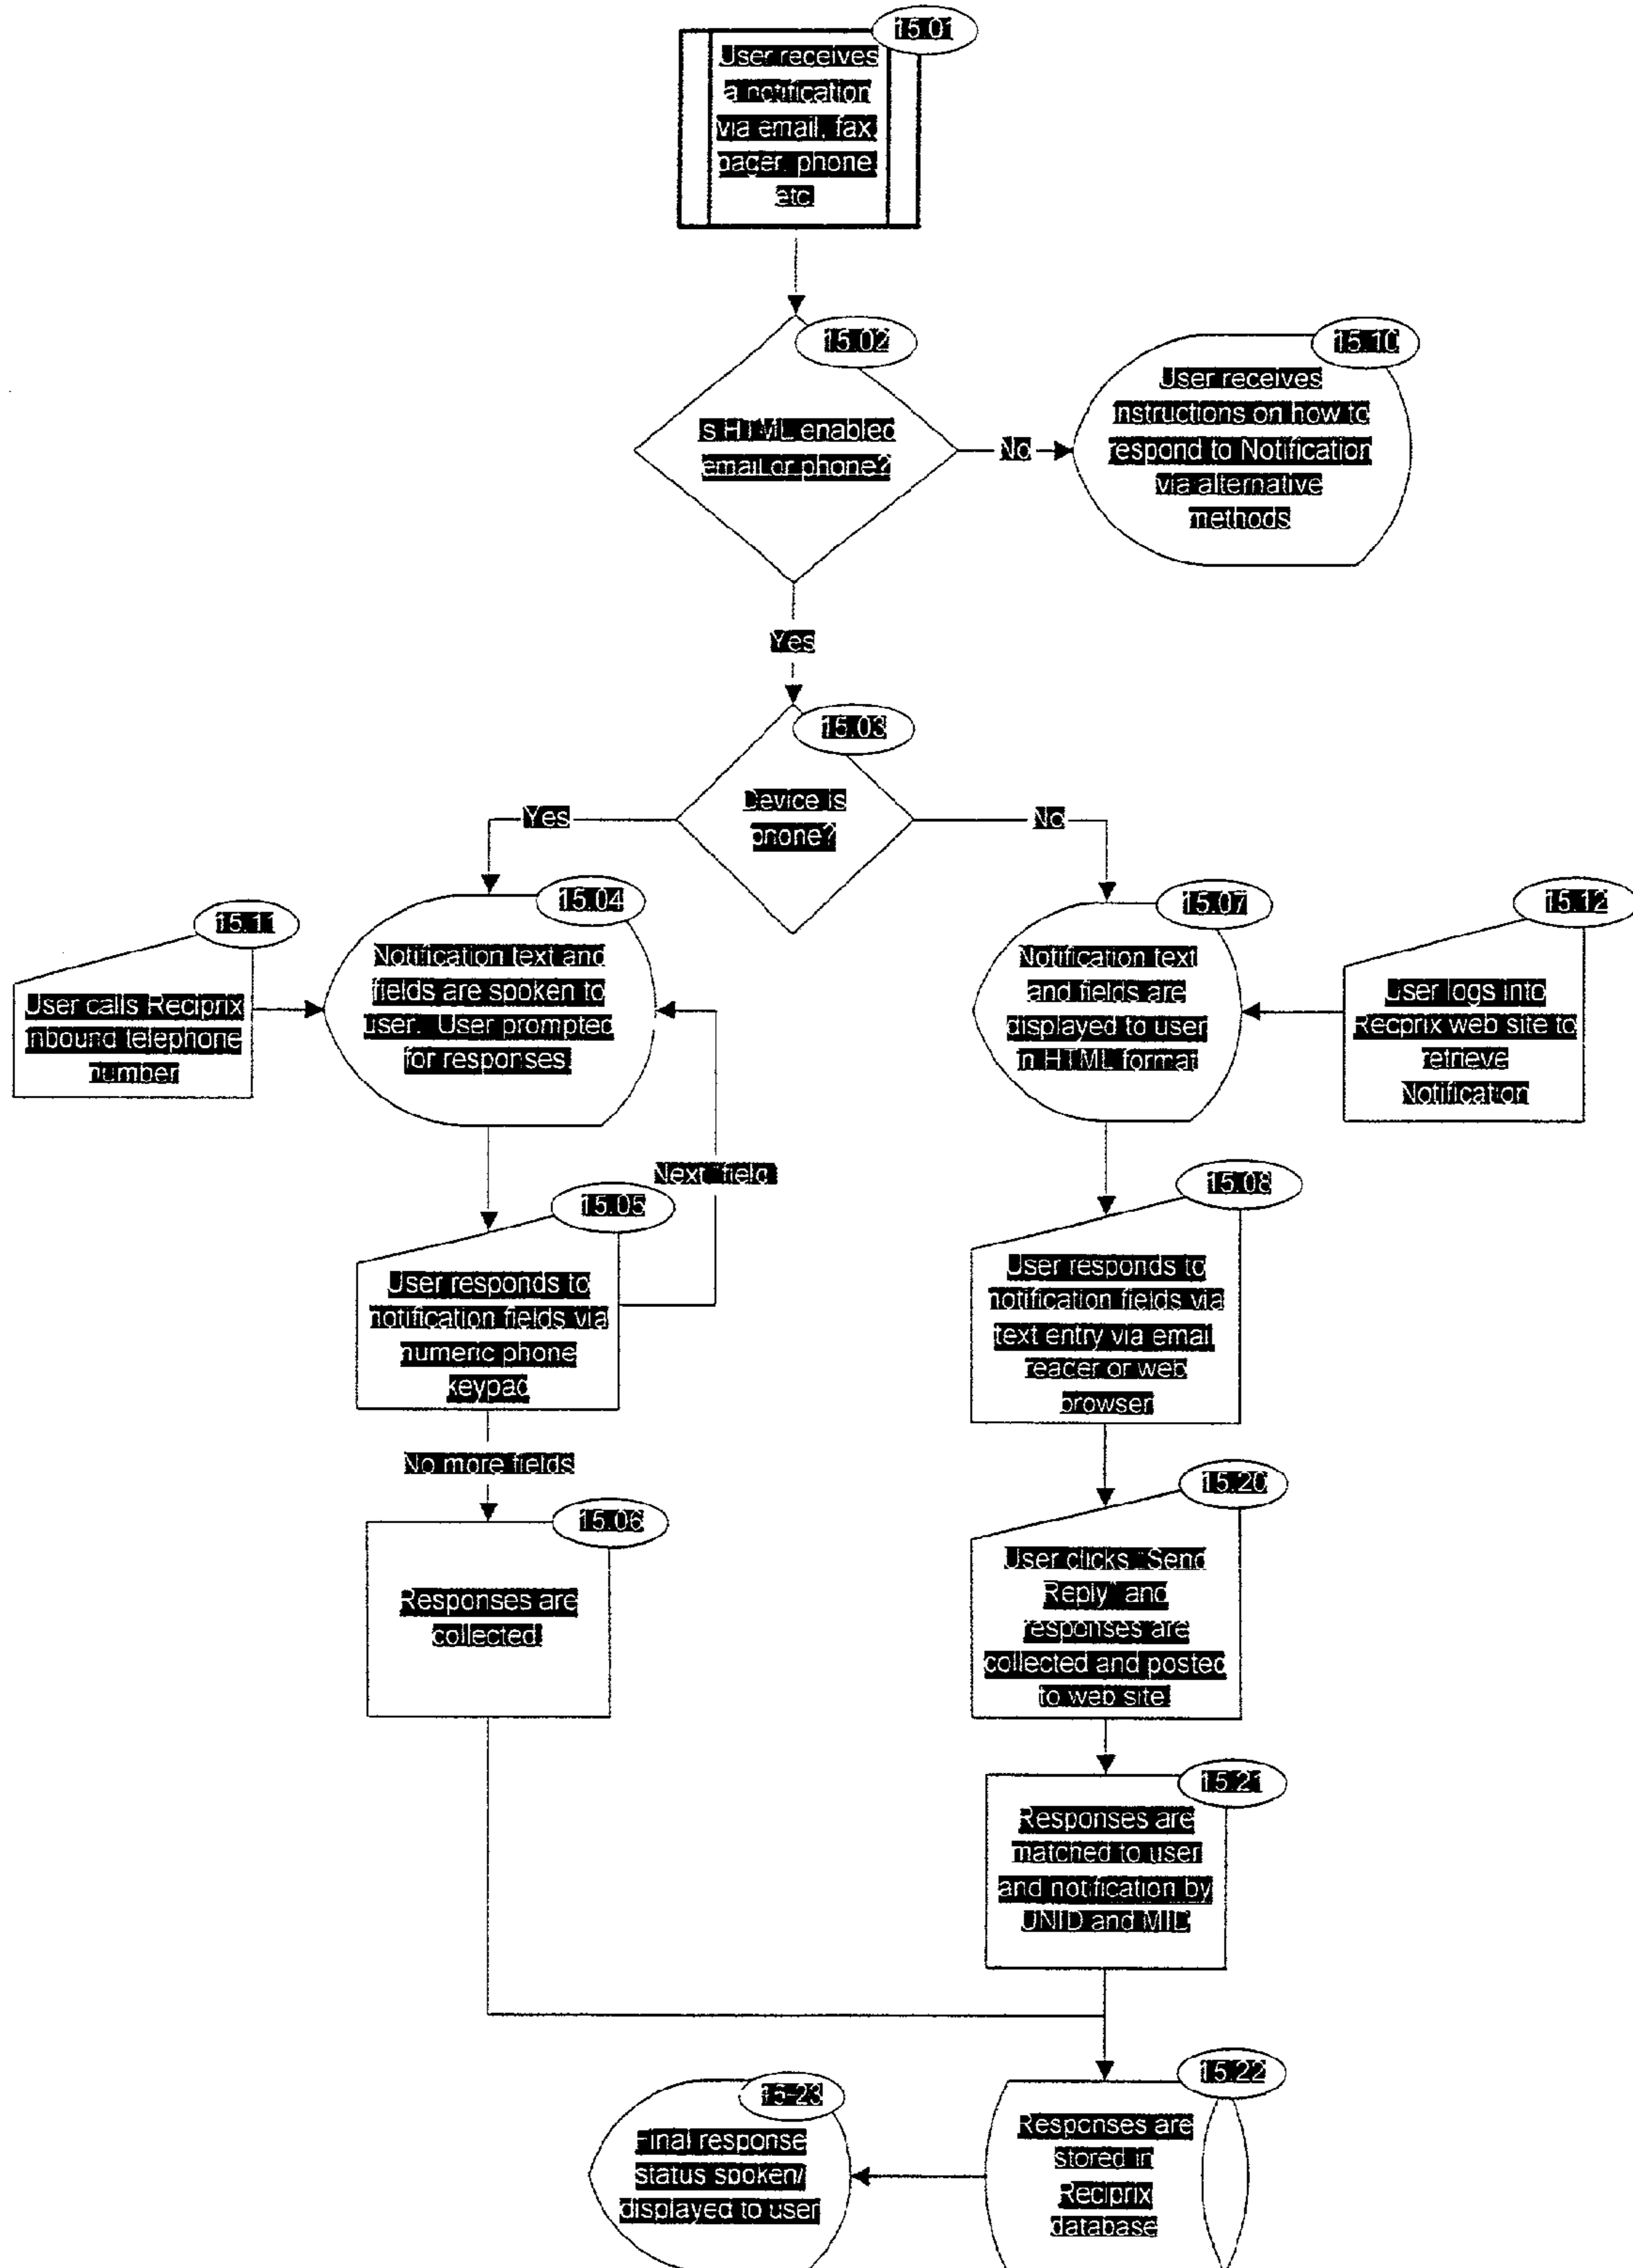 15.01
User receives
a notification
via email, fax,
pager, phone,
etc.
15.02
Is HTML enabled
email or phone?
No
15.10
User receives
instructions on how to
respond to Notification
via alternative
methods
Yes
15.03
Device is
phone?
Yes
No
15.11
User calls Reciprix
inbound telephone
number
15.04
Notification text and
fields are spoken to
user. User prompted
for responses.
15.07
Notification text
and fields are
displayed to user
in HTML format
15.12
User logs into
Recprix web site to
retrieve
Notification
Next field
15.05
User responds to
notification fields via
numeric phone
keypad
15.08
User responds to
notification fields via
text entry via email
reader or web
browser
No more fields
15.06
Responses are
collected.
15.20
User clicks "Send
Reply" and
responses are
collected and posted
to web site.
15.21
Responses are
matched to user
and notification by
UNID and MID
15.22
Responses are
stored in
Reciprix
database
15-23
Final response
status spoken/
displayed to user